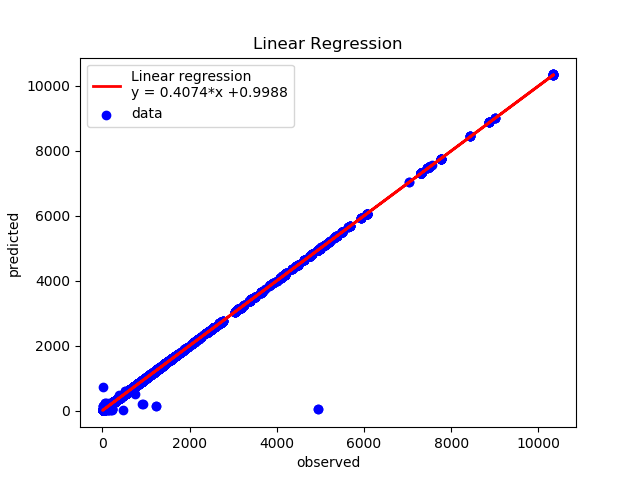 Linear Regression
Linear regression
y = 0.4074*x +0.9988
data
10000
8000
6000
4000
2000
0
predicted
0 2000 4000 6000 8000 10000
observed